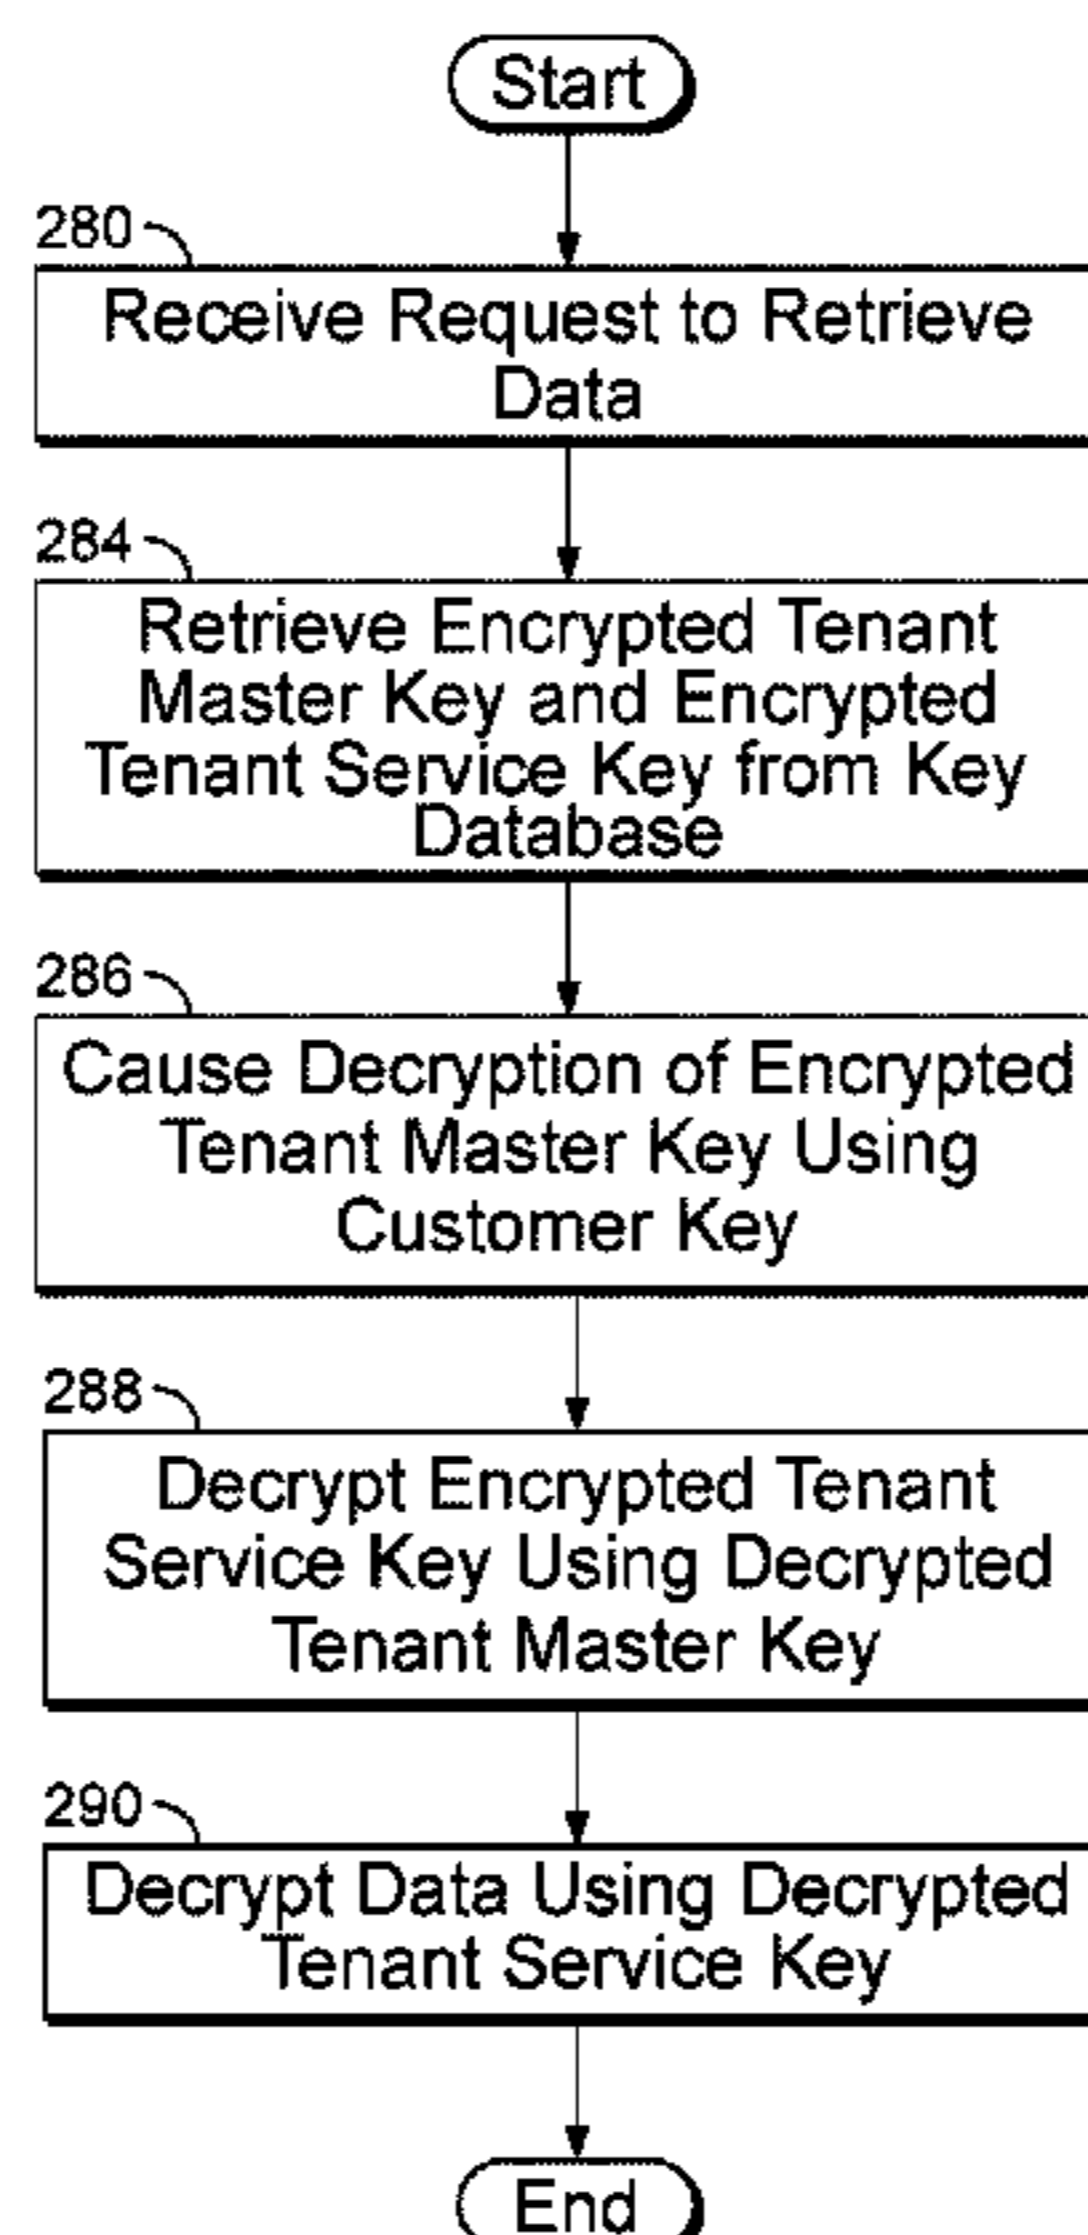 Start
280
Receive Request to Retrieve
Data
284
Retrieve Encrypted Tenant
Master Key and Encrypted
Tenant Service Key from Key
Database
286
Cause Decryption of Encrypted
Tenant Master Key Using
Customer Key
288
Decrypt Encrypted Tenant
Service Key Using Decrypted
Tenant Master Key
290
Decrypt Data Using Decrypted
Tenant Service Key
End